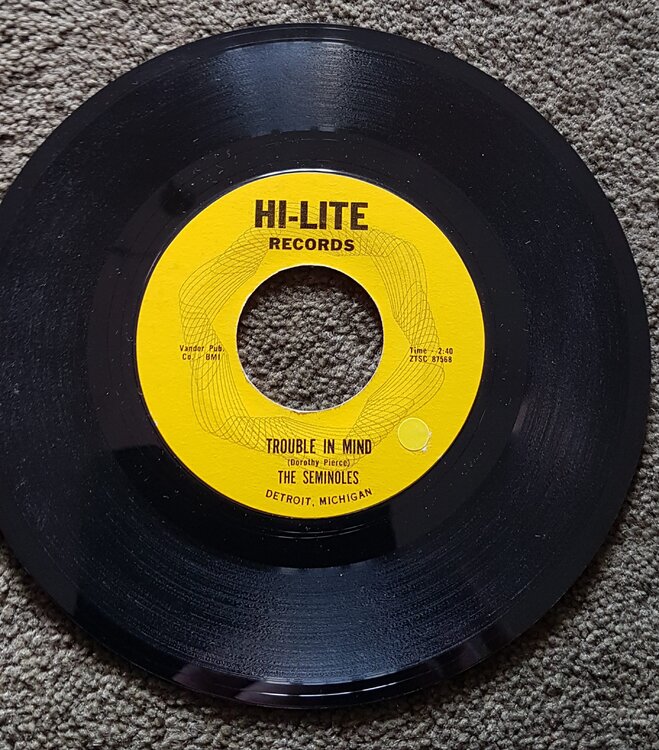 HI-LITE
RECORDS
Vandor Pub.
Co. - BMI
Time - 2:40
ZTSC 87568
TROUBLE IN MIND
(Dorothy Pierce)
THE SEMINOLES
DETROIT, MICHIGAN